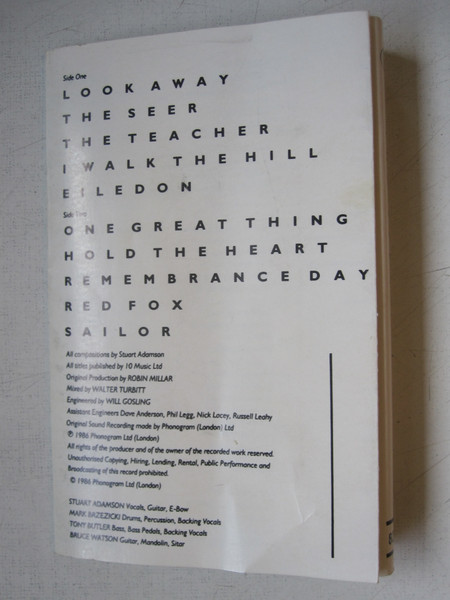 Side One
LOOK AWAY
THE SEER
THE TEACHER
I WALK THE HILL
EILEDON
Side Two
ONE GREAT THING
HOLD THE HEART
REMEMBRANCE DAY
RED FOX
SAILOR
All compositions by Stuart Adamson
All titles published by 10 Music Ltd
Original Production by ROBIN MILLAR
Mixed by WALTER TURBITT
Engineered by WILL GOSLING
Assistant Engineers Dave Anderson, Phil Legg, Nick Lacey, Russell Leahy
Original Sound Recording made by Phonogram (London) Ltd
℗ 1986 Phonogram Ltd (London)
All rights of the producer and of the owner of the recorded work reserved.
Unauthorised Copying, Hiring, Lending, Rental, Public Performance and
Broadcasting of this record prohibited.
© 1986 Phonogram Ltd (London)
STUART ADAMSON Vocals, Guitar, E-Bow
MARK BRZEZICKI Drums, Percussion, Backing Vocals
TONY BUTLER Bass, Bass Pedals, Backing Vocals
BRUCE WATSON Guitar, Mandolin, Sitar